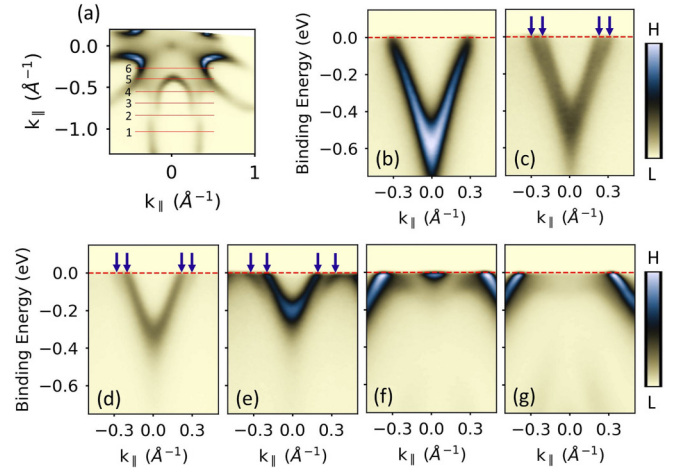 (a)
0.0
−0.5
−1.0
k∥ (Å⁻¹)
6
5
4
3
2
1
0
1
k∥ (Å⁻¹)
Binding Energy (eV)
0.0
−0.2
−0.4
−0.6
(b)
(c)
−0.3 0.0 0.3
−0.3 0.0 0.3
k∥ (Å⁻¹)
k∥ (Å⁻¹)
H
L
Binding Energy (eV)
0.0
−0.2
−0.4
−0.6
(d)
(e)
(f)
(g)
−0.3 0.0 0.3
−0.3 0.0 0.3
−0.3 0.0 0.3
−0.3 0.0 0.3
k∥ (Å⁻¹)
k∥ (Å⁻¹)
k∥ (Å⁻¹)
k∥ (Å⁻¹)
H
L